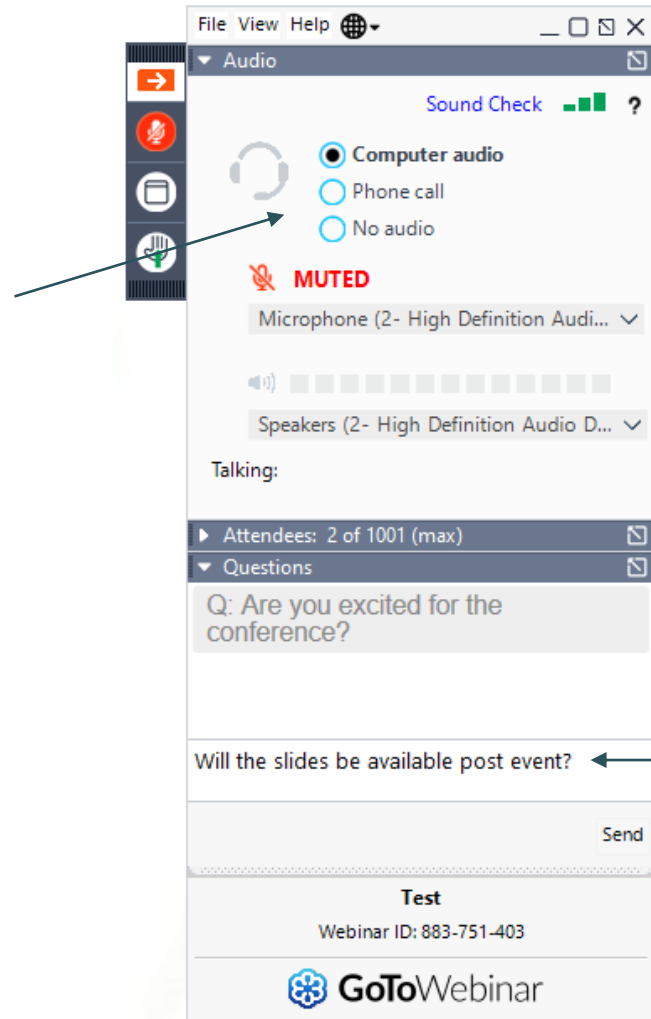 File View Help
Audio
Sound Check ?
Computer audio
Phone call
No audio
MUTED
Microphone (2- High Definition Audi...
Speakers (2- High Definition Audio D...
Talking:
Attendees: 2 of 1001 (max)
Questions
Q: Are you excited for the
conference?
Will the slides be available post event?
Send
Test
Webinar ID: 883-751-403
GoToWebinar